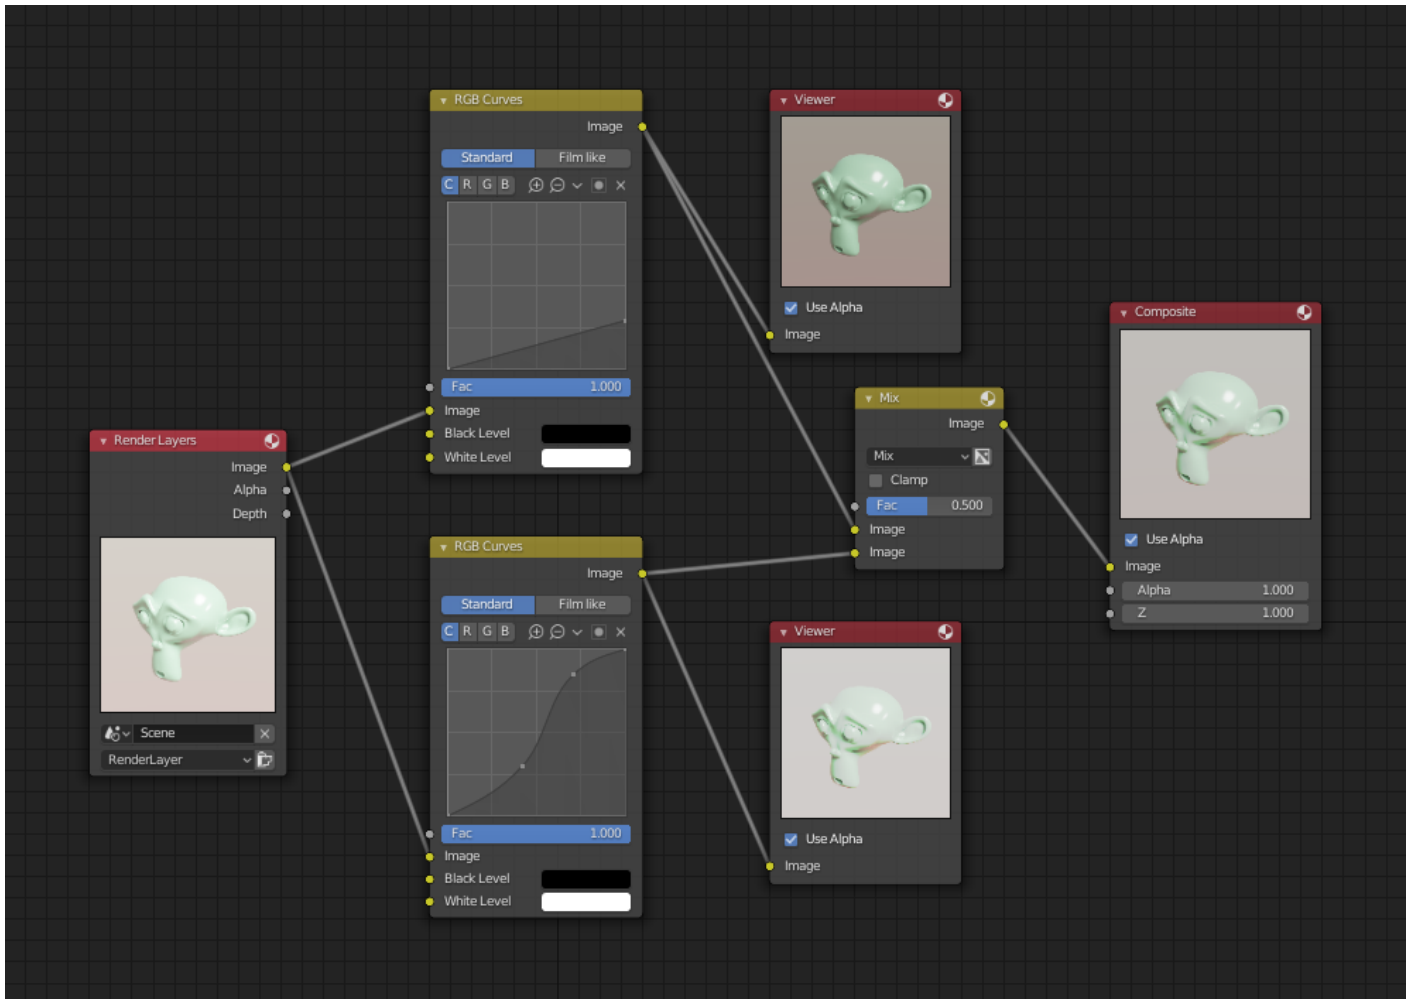 RGB Curves
Image
Standard Film like
C R G B
Fac 1.000
Image
Black Level
White Level
Viewer
Use Alpha
Image
Render Layers
Image
Alpha
Depth
Scene
RenderLayer
RGB Curves
Image
Standard Film like
C R G B
Fac 1.000
Image
Black Level
White Level
Mix
Image
Mix
Clamp
Fac 0.500
Image
Image
Viewer
Use Alpha
Image
Composite
Use Alpha
Image
Alpha 1.000
Z 1.000